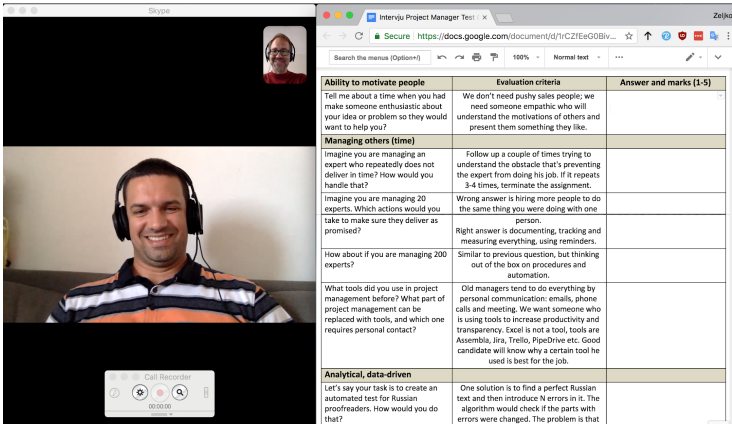 Skype
Call Recorder
00:00:00
Intervju Project Manager Test
Zeljko
Secure | https://docs.google.com/document/d/1rCZfEeG0Biv...
Search the menus (Option+/)
100%
Normal text
Ability to motivate people
Evaluation criteria
Answer and marks (1-5)
Tell me about a time when you had
make someone enthusiastic about
your idea or problem so they would
want to help you?
We don't need pushy sales people; we
need someone empathic who will
understand the motivations of others and
present them something they like.
Managing others (time)
Imagine you are managing an
expert who repeatedly does not
deliver in time? How would you
handle that?
Follow up a couple of times trying to
understand the obstacle that's preventing
the expert from doing his job. If it repeats
3-4 times, terminate the assignment.
Imagine you are managing 20
experts. Which actions would you
take to make sure they deliver as
promised?
Wrong answer is hiring more people to do
the same thing you were doing with one
person.
Right answer is documenting, tracking and
measuring everything, using reminders.
How about if you are managing 200
experts?
Similar to previous question, but thinking
out of the box on procedures and
automation.
What tools did you use in project
management before? What part of
project management can be
replaced with tools, and which one
requires personal contact?
Old managers tend to do everything by
personal communication: emails, phone
calls and meeting. We want someone who
is using tools to increase productivity and
transparency. Excel is not a tool, tools are
Assembla, Jira, Trello, PipeDrive etc. Good
candidate will know why a certain tool he
used is best for the job.
Analytical, data-driven
Let's say your task is to create an
automated test for Russian
proofreaders. How would you do
that?
One solution is to find a perfect Russian
text and then introduce N errors in it. The
algorithm would check if the parts with
errors were changed. The problem is that